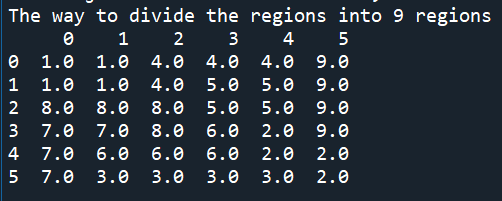 The way to divide the regions into 9 regions
0 1 2 3 4 5
0 1.0 1.0 4.0 4.0 4.0 9.0
1 1.0 1.0 4.0 5.0 5.0 9.0
2 8.0 8.0 8.0 5.0 5.0 9.0
3 7.0 7.0 8.0 6.0 2.0 9.0
4 7.0 6.0 6.0 6.0 2.0 2.0
5 7.0 3.0 3.0 3.0 3.0 2.0